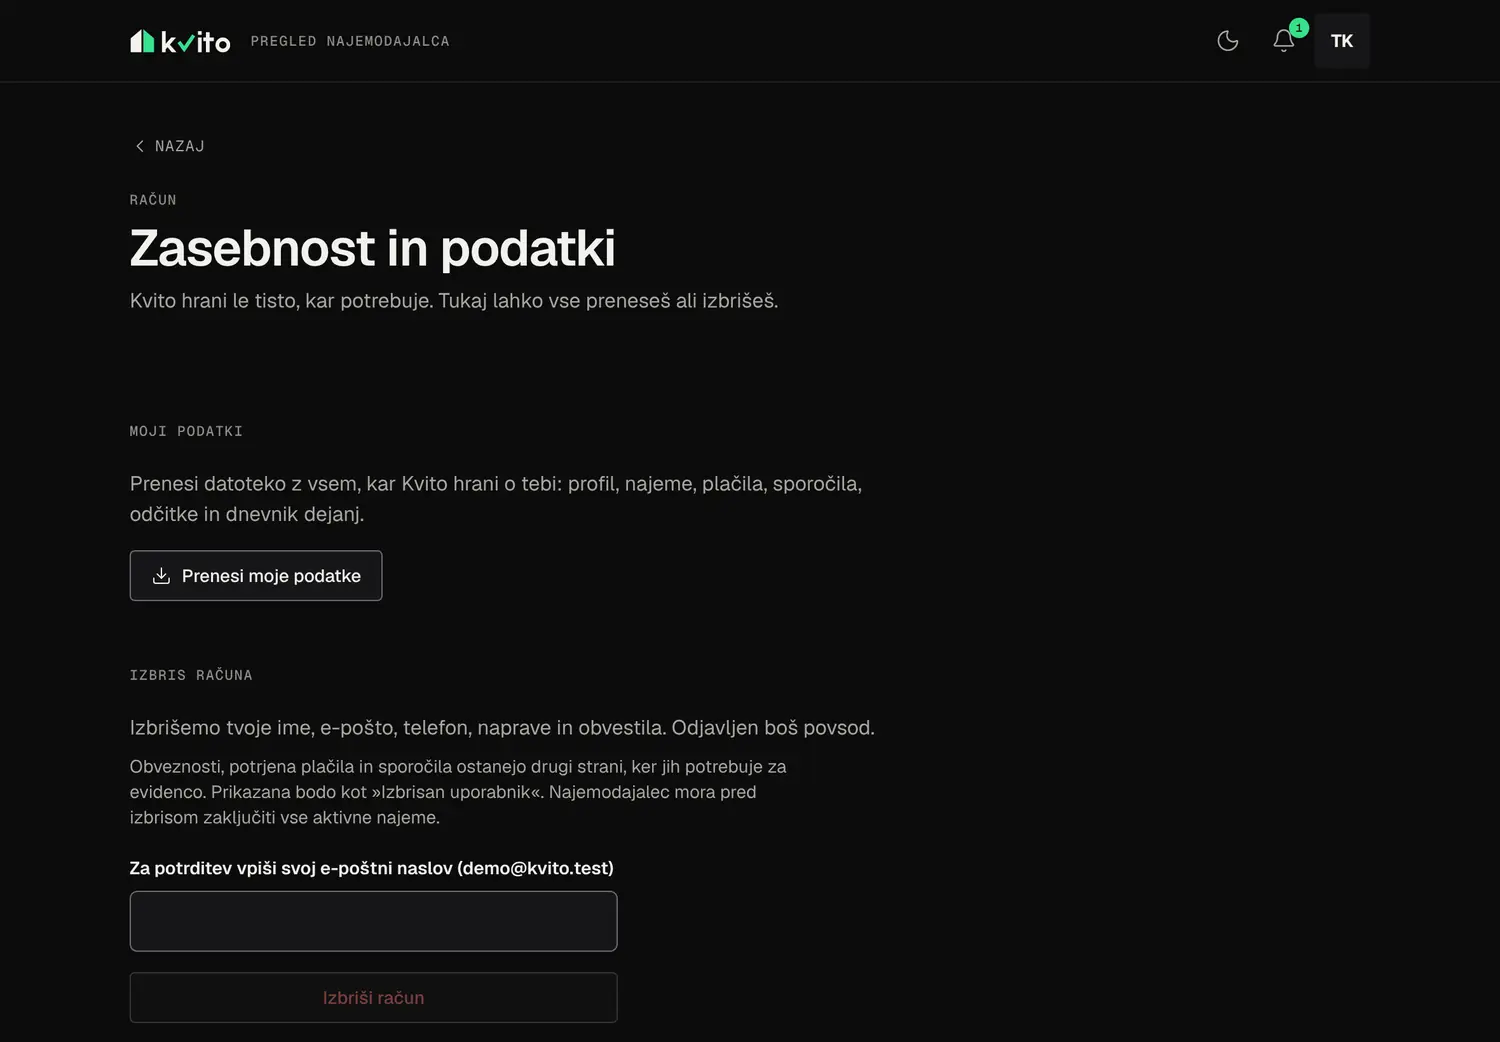 kvito PREGLED NAJEMODAJALCA
1
TK
NAZAJ
RAČUN
Zasebnost in podatki
Kvito hrani le tisto, kar potrebuje. Tukaj lahko vse preneseš ali izbrišeš.
MOJI PODATKI
Prenesi datoteko z vsem, kar Kvito hrani o tebi: profil, najeme, plačila, sporočila,
odčitke in dnevnik dejanj.
Prenesi moje podatke
IZBRIS RAČUNA
Izbrišemo tvoje ime, e-pošto, telefon, naprave in obvestila. Odjavljen boš povsod.
Obveznosti, potrjena plačila in sporočila ostanejo drugi strani, ker jih potrebuje za
evidenco. Prikazana bodo kot »Izbrisan uporabnik«. Najemodajalec mora pred
izbrisom zaključiti vse aktivne najeme.
Za potrditev vpiši svoj e-poštni naslov (demo@kvito.test)
Izbriši račun